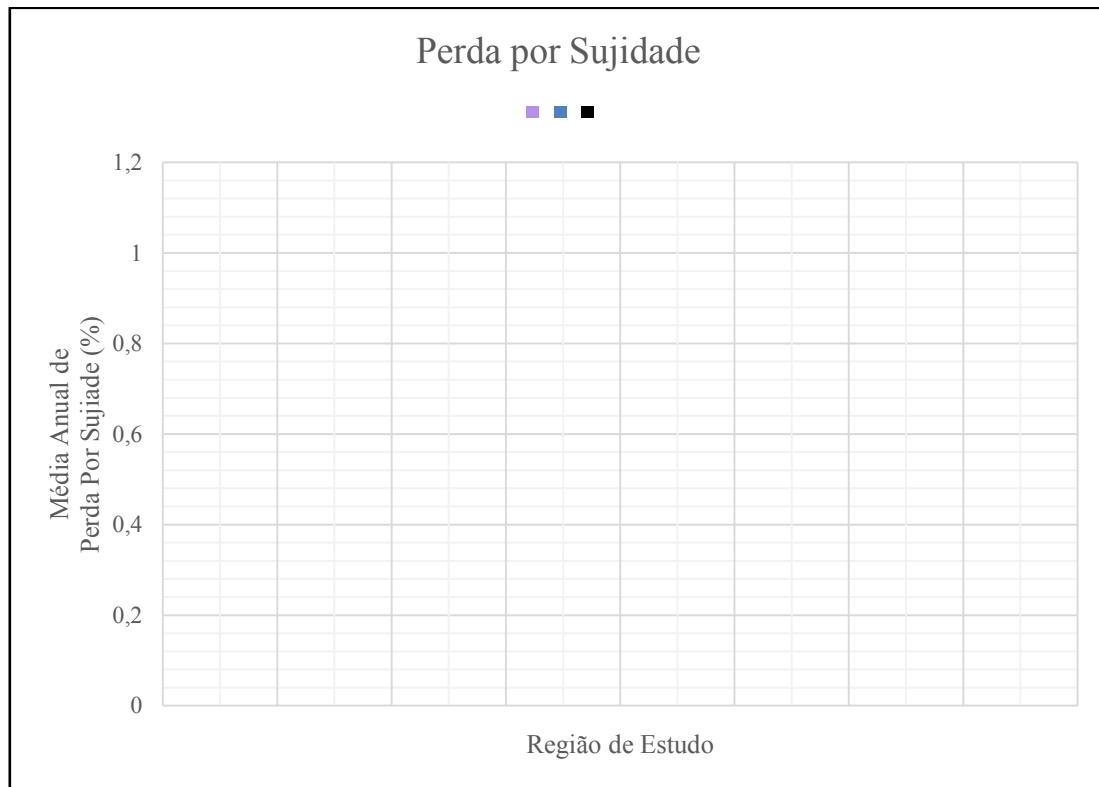 Perda por Sujidade
1,2
1
0,8
0,6
0,4
0,2
0
Média Anual de
Perda Por Sujiade (%)
Região de Estudo